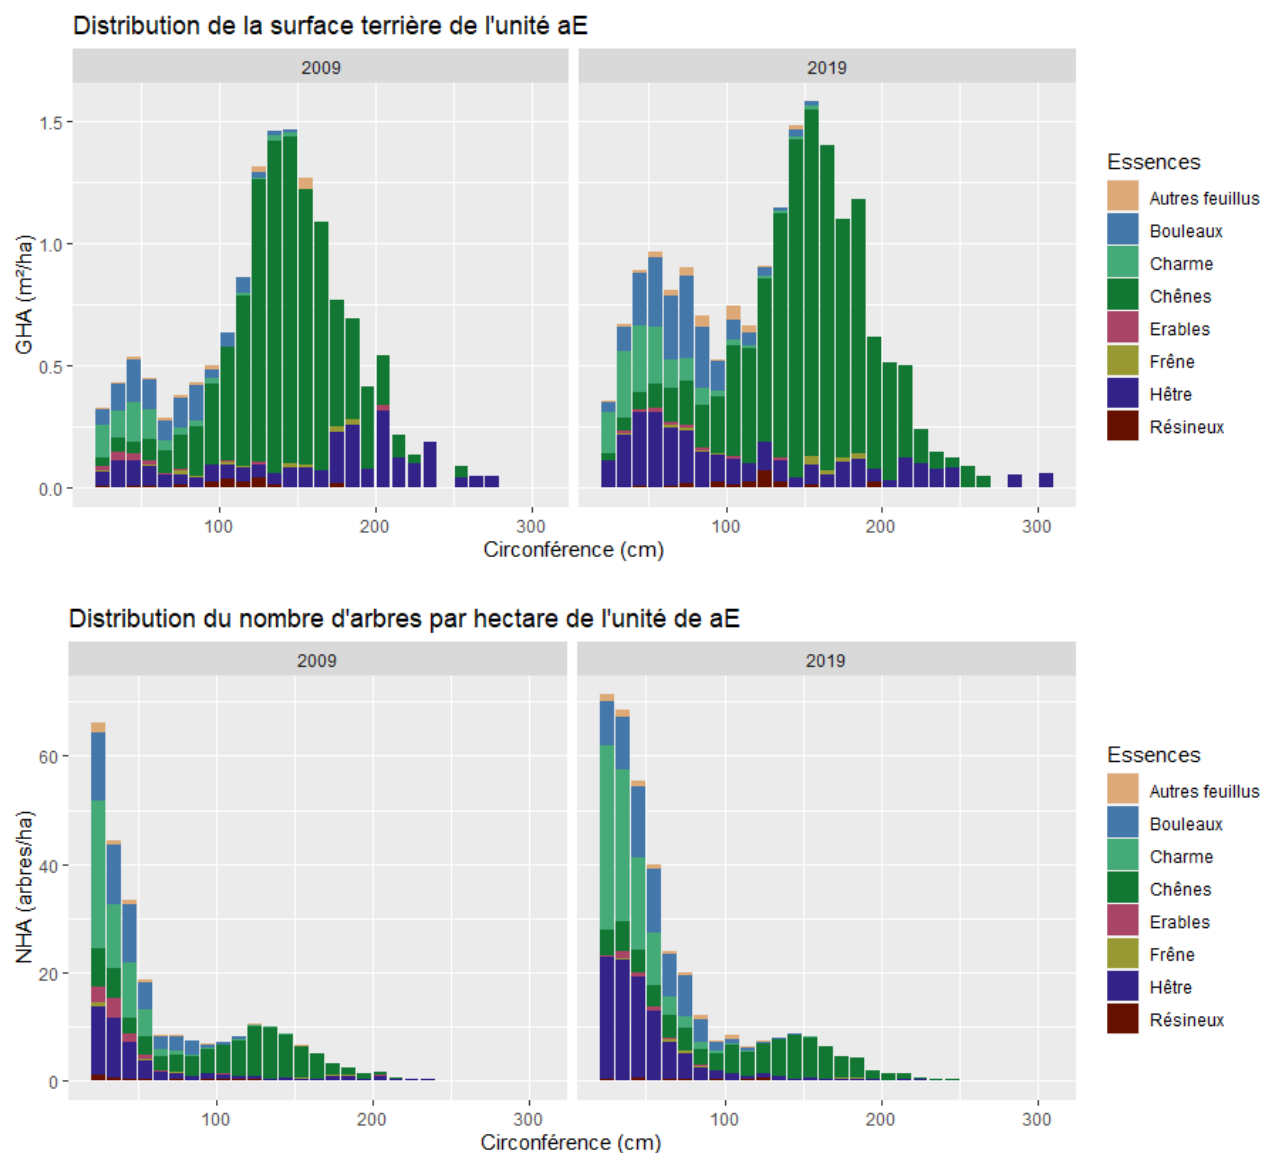 Distribution de la surface terrière de l'unité aE
2009
2019
1.5
1.0
0.5
0.0
GHA (m²/ha)
100
200
300
100
200
300
Circonférence (cm)
Essences
Autres feuillus
Bouleaux
Charme
Chênes
Erables
Frêne
Hêtre
Résineux
Distribution du nombre d'arbres par hectare de l'unité de aE
2009
2019
60
40
20
0
NHA (arbres/ha)
100
200
300
100
200
300
Circonférence (cm)
Essences
Autres feuillus
Bouleaux
Charme
Chênes
Erables
Frêne
Hêtre
Résineux